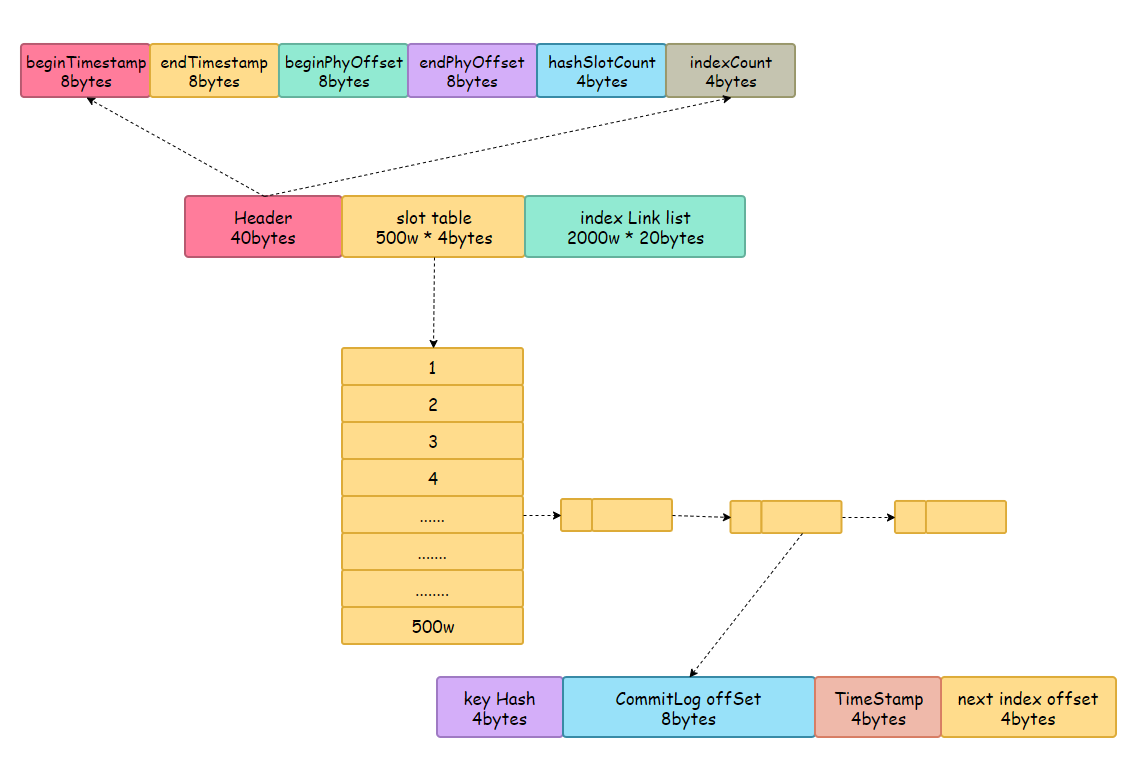 beginTimestamp
8bytes
endTimestamp
8bytes
beginPhyOffset
8bytes
endPhyOffset
8bytes
hashSlotCount
4bytes
indexCount
4bytes
Header
40bytes
slot table
500w * 4bytes
index Link list
2000w * 20bytes
1
2
3
4
......
.......
........
500w
key Hash
4bytes
CommitLog offSet
8bytes
TimeStamp
4bytes
next index offset
4bytes